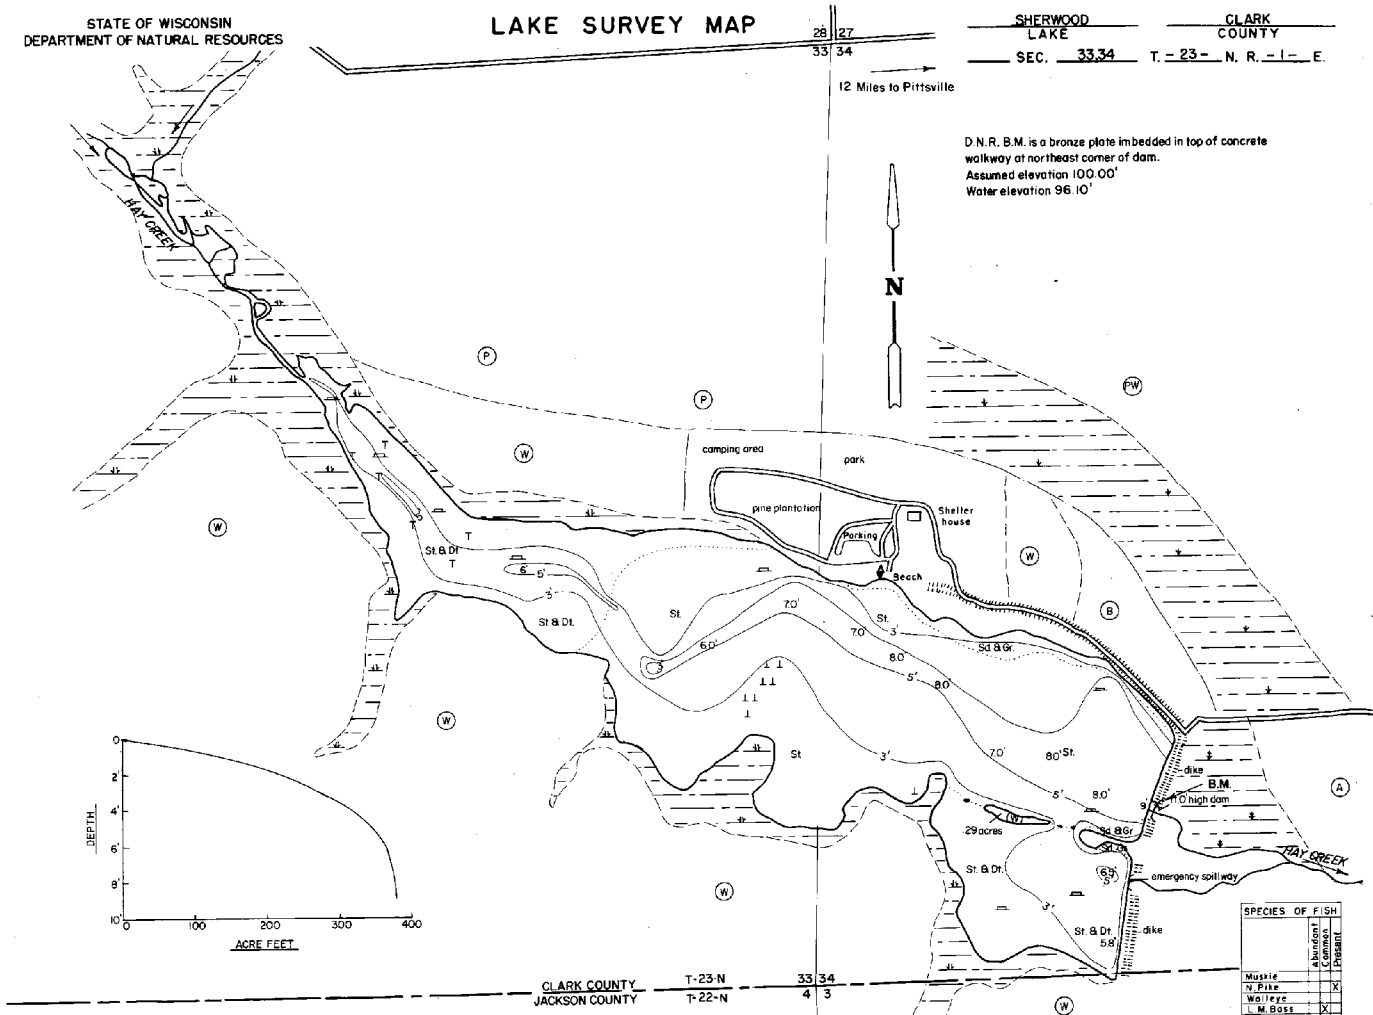 STATE OF WISCONSIN
DEPARTMENT OF NATURAL RESOURCES
LAKE SURVEY MAP
28 27
33 34
SHERWOOD
LAKE
CLARK
COUNTY
SEC. 33,34 T. -23- N. R. -1- E.
12 Miles to Pittsville
D.N.R. B.M. is a bronze plate imbedded in top of concrete
walkway at northeast corner of dam.
Assumed elevation 100.00'
Water elevation 96.10'
HAY CREEK
N
P
P
PW
W
camping area
park
pine plantation
Shelter
house
Parking
Beach
W
W
B
T
T
T
T
T
T
5
St. & Dt.
6' 5'
3'
St. & Dt.
St.
7.0'
St.
6.0'
7.0'
3'
Sd. & Gr.
8.0'
5'
8.0'
5'
W
St.
3'
7.0'
8.0'
St.
5'
8.0'
9'
dike
B.M.
11.0' high dam
A
(W)
.29 acres
Sd. & Gr.
Sd. Gr.
HAY CREEK
St. & Dt.
6.9'
5'
emergency spillway
W
3'
St. & Dt.
5.8'
dike
0
2'
4'
6'
8'
10'
DEPTH
0 100 200 300 400
ACRE FEET
CLARK COUNTY T-23-N 33 34
JACKSON COUNTY T-22-N 4 3
W
SPECIES OF FISH
Abundant
Common
Present
Muskie
N. Pike X
Walleye
L. M. Bass X